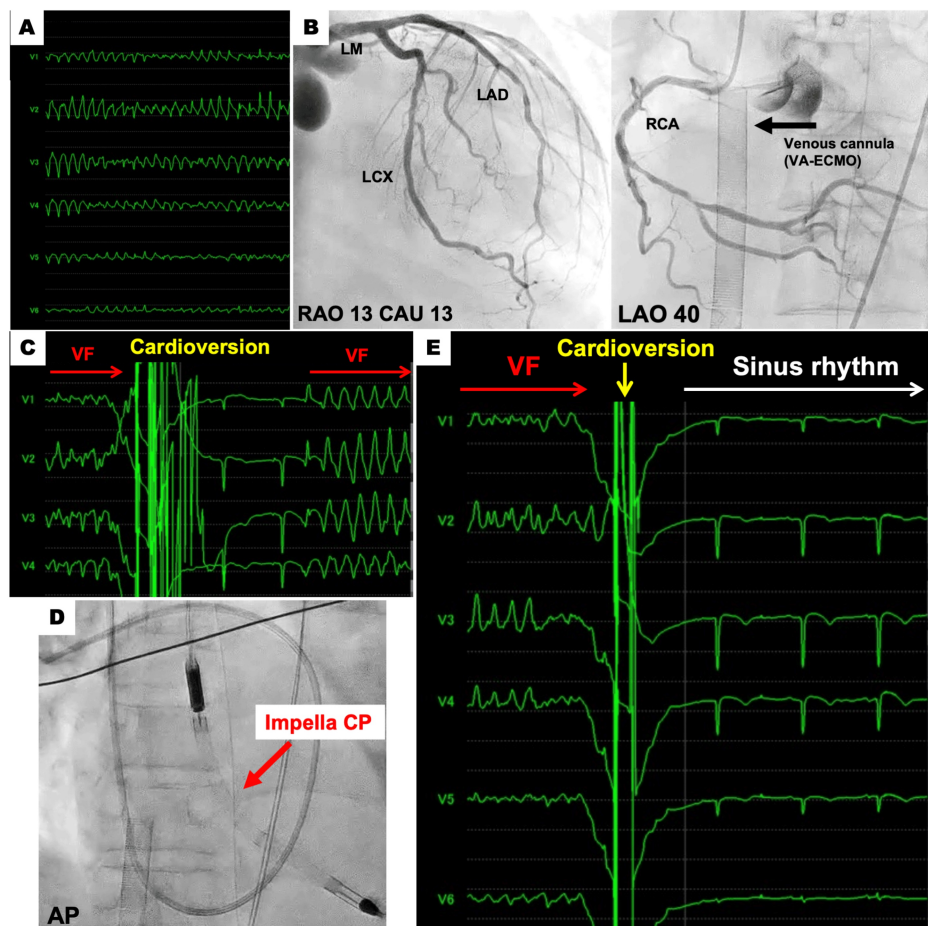 A
V1
V2
V3
V4
V5
V6
B
LM
LAD
LCX
RAO 13 CAU 13
RCA
Venous cannula
(VA-ECMO)
LAO 40
C
VF
Cardioversion
VF
V1
V2
V3
V4
D
Impella CP
AP
E
Cardioversion
VF
Sinus rhythm
V1
V2
V3
V4
V5
V6